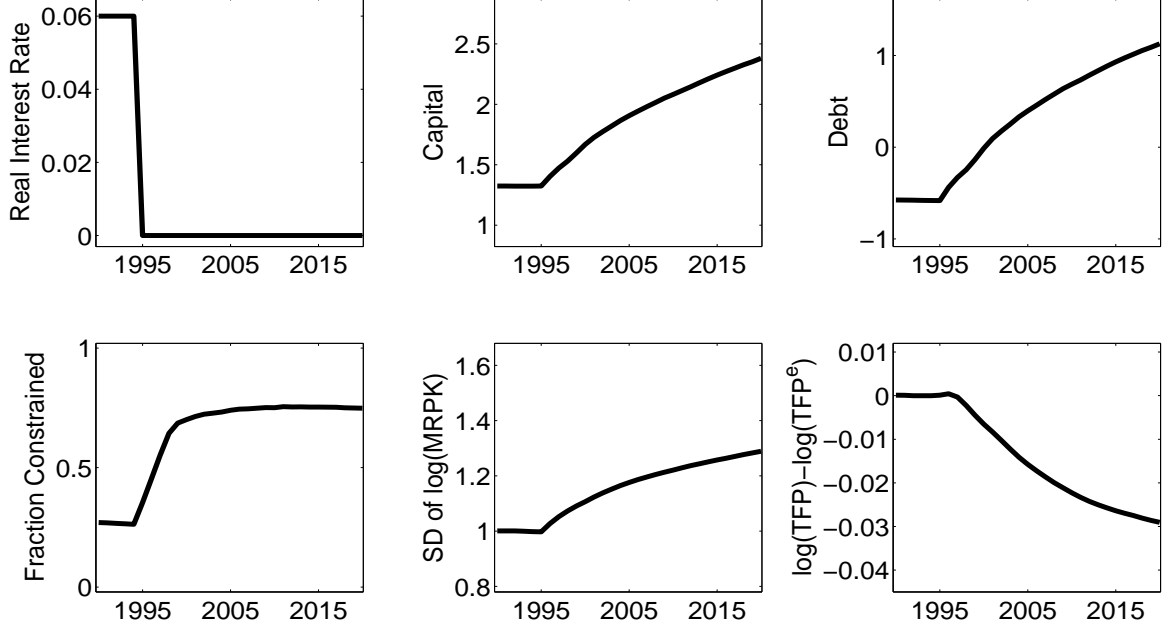 Real Interest Rate
0.06
0.04
0.02
0
1995 2005 2015
Capital
2.5
2
1.5
1
1995 2005 2015
Debt
1
0
−1
1995 2005 2015
Fraction Constrained
1
0.5
0
1995 2005 2015
SD of log(MRPK)
1.6
1.4
1.2
1
0.8
1995 2005 2015
log(TFP)−log(TFP^e)
0.01
0
−0.01
−0.02
−0.03
−0.04
1995 2005 2015